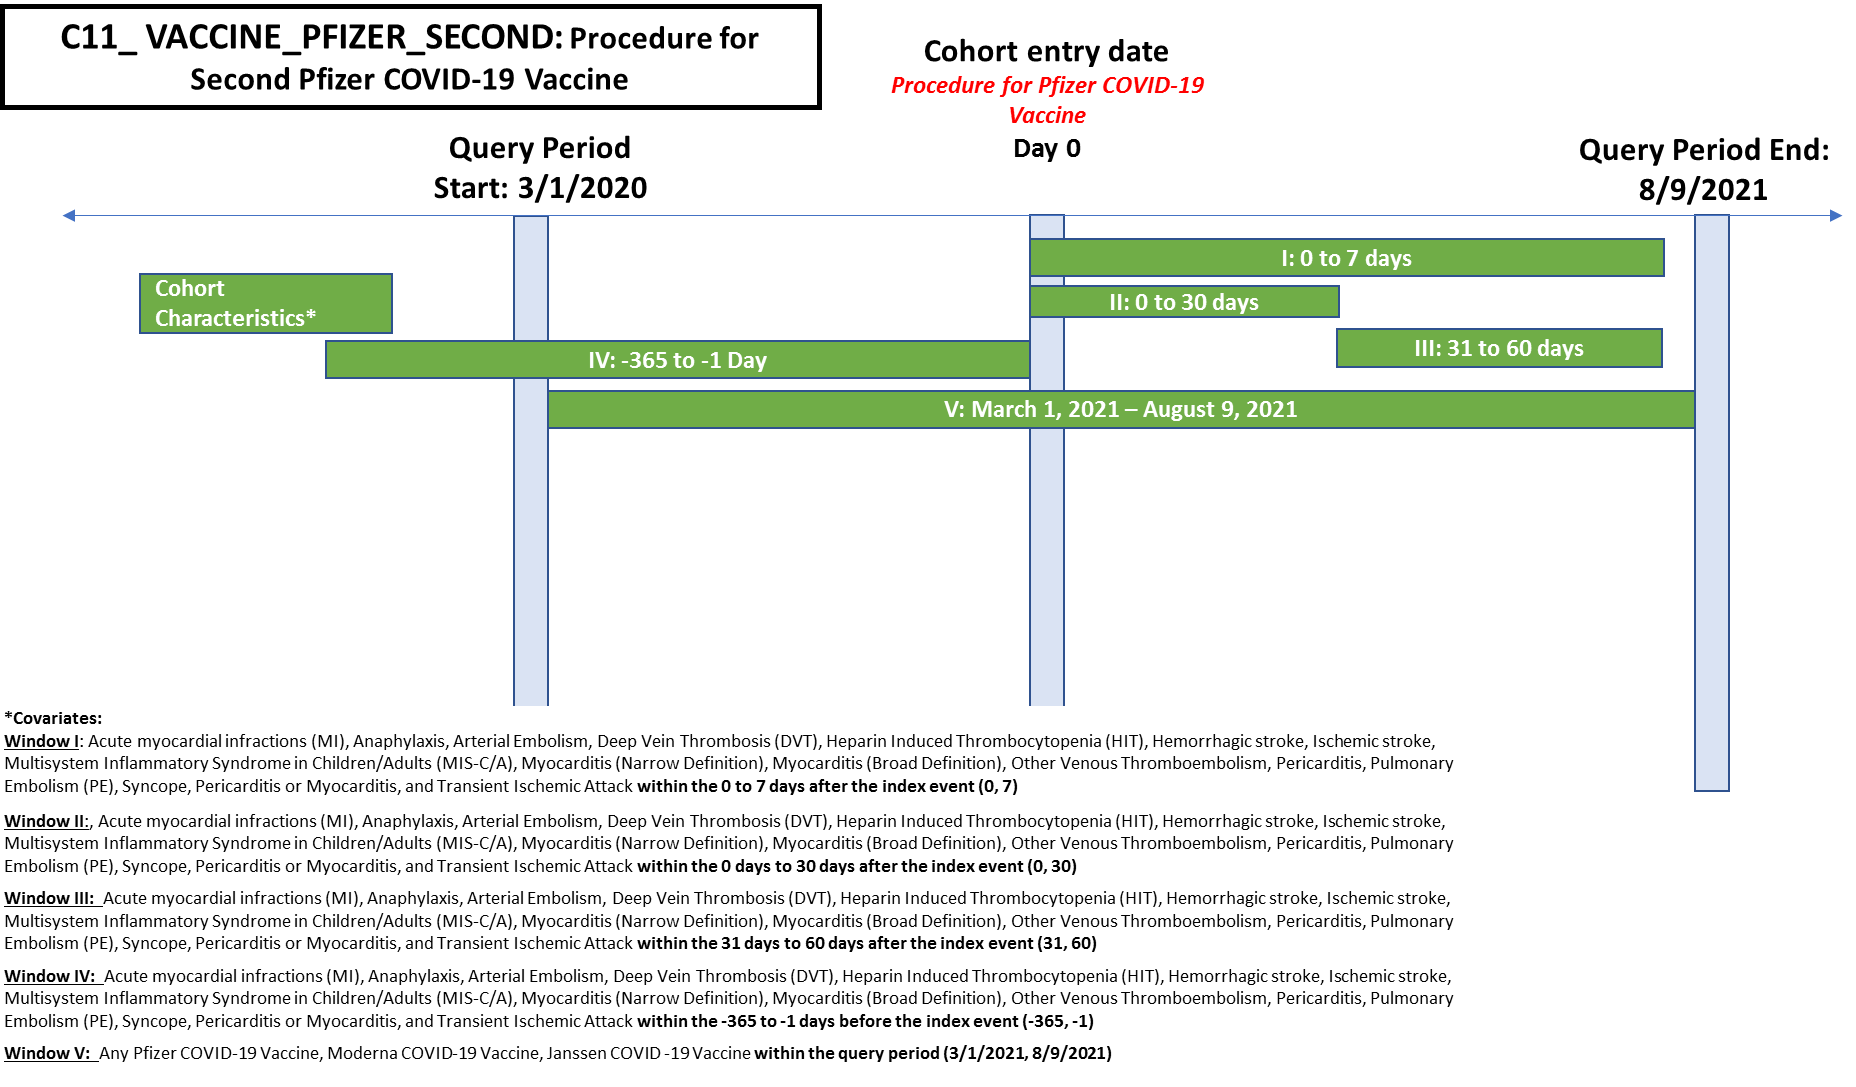 C11_ VACCINE_PFIZER_SECOND: Procedure for
Second Pfizer COVID-19 Vaccine
Cohort entry date
Procedure for Pfizer COVID-19
Vaccine
Day 0
Query Period
Start: 3/1/2020
Query Period End:
8/9/2021
I: 0 to 7 days
Cohort
Characteristics*
II: 0 to 30 days
III: 31 to 60 days
IV: -365 to -1 Day
V: March 1, 2021 – August 9, 2021
*Covariates:
Window I: Acute myocardial infractions (MI), Anaphylaxis, Arterial Embolism, Deep Vein Thrombosis (DVT), Heparin Induced Thrombocytopenia (HIT), Hemorrhagic stroke, Ischemic stroke,
Multisystem Inflammatory Syndrome in Children/Adults (MIS-C/A), Myocarditis (Narrow Definition), Myocarditis (Broad Definition), Other Venous Thromboembolism, Pericarditis, Pulmonary
Embolism (PE), Syncope, Pericarditis or Myocarditis, and Transient Ischemic Attack within the 0 to 7 days after the index event (0, 7)
Window II:, Acute myocardial infractions (MI), Anaphylaxis, Arterial Embolism, Deep Vein Thrombosis (DVT), Heparin Induced Thrombocytopenia (HIT), Hemorrhagic stroke, Ischemic stroke,
Multisystem Inflammatory Syndrome in Children/Adults (MIS-C/A), Myocarditis (Narrow Definition), Myocarditis (Broad Definition), Other Venous Thromboembolism, Pericarditis, Pulmonary
Embolism (PE), Syncope, Pericarditis or Myocarditis, and Transient Ischemic Attack within the 0 days to 30 days after the index event (0, 30)
Window III: Acute myocardial infractions (MI), Anaphylaxis, Arterial Embolism, Deep Vein Thrombosis (DVT), Heparin Induced Thrombocytopenia (HIT), Hemorrhagic stroke, Ischemic stroke,
Multisystem Inflammatory Syndrome in Children/Adults (MIS-C/A), Myocarditis (Narrow Definition), Myocarditis (Broad Definition), Other Venous Thromboembolism, Pericarditis, Pulmonary
Embolism (PE), Syncope, Pericarditis or Myocarditis, and Transient Ischemic Attack within the 31 days to 60 days after the index event (31, 60)
Window IV: Acute myocardial infractions (MI), Anaphylaxis, Arterial Embolism, Deep Vein Thrombosis (DVT), Heparin Induced Thrombocytopenia (HIT), Hemorrhagic stroke, Ischemic stroke,
Multisystem Inflammatory Syndrome in Children/Adults (MIS-C/A), Myocarditis (Narrow Definition), Myocarditis (Broad Definition), Other Venous Thromboembolism, Pericarditis, Pulmonary
Embolism (PE), Syncope, Pericarditis or Myocarditis, and Transient Ischemic Attack within the -365 to -1 days before the index event (-365, -1)
Window V: Any Pfizer COVID-19 Vaccine, Moderna COVID-19 Vaccine, Janssen COVID -19 Vaccine within the query period (3/1/2021, 8/9/2021)